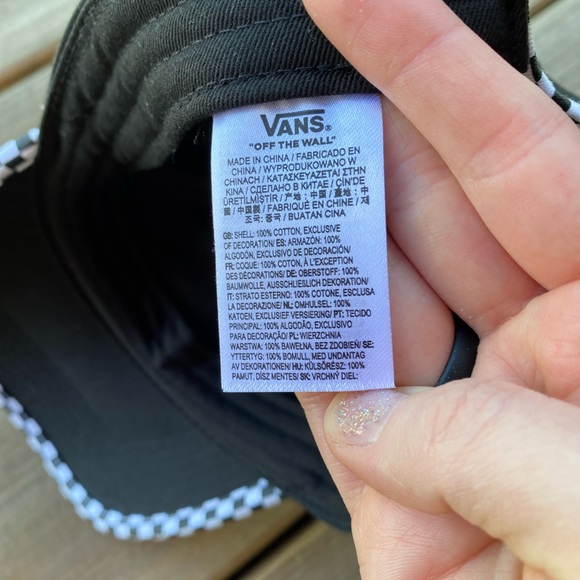 VANS®
"OFF THE WALL"
MADE IN CHINA / FABRICADO EN
CHINA / WYPRODUKOWANO W
CHINACH / ΚΑΤΑΣΚΕΥΑΖΕΤΑΙ ΣΤΗΝ
ΚΙΝΑ / СДЕЛАНО В КИТАЕ / ÇİN'DE
ÜRETİLMİŞTİR / 产地：中国 / 產地：中
國 / 中国製 / FABRIQUÉ EN CHINE / 제
조국: 중국 / BUATAN CINA
GB: SHELL: 100% COTTON, EXCLUSIVE
OF DECORATION/ ES: ARMAZÓN: 100%
ALGODÓN, EXCLUSIVO DE DECORACIÓN/
FR: COQUE: 100% COTON, À L'EXCEPTION
DES DÉCORATIONS/ DE: OBERSTOFF: 100%
BAUMWOLLE, AUSSCHLIESSLICH DEKORATION/
IT: STRATO ESTERNO: 100% COTONE, ESCLUSA
LA DECORAZIONE/ NL: OMHULSEL: 100%
KATOEN, EXCLUSIEF VERSIERING/ PT: TECIDO
PRINCIPAL: 100% ALGODÃO, EXCLUSIVO
PARA DECORAÇÃO/ PL: WIERZCHNIA
WARSTWA: 100% BAWEŁNA, BEZ ZDOBIEŃ/ SE:
YTTERTYG: 100% BOMULL, MED UNDANTAG
AV DEKORATIONEN/ HU: KÜLSŐRÉSZ: 100%
PAMUT, DÍSZ MENTES/ SK: VRCHNÝ DIEL: